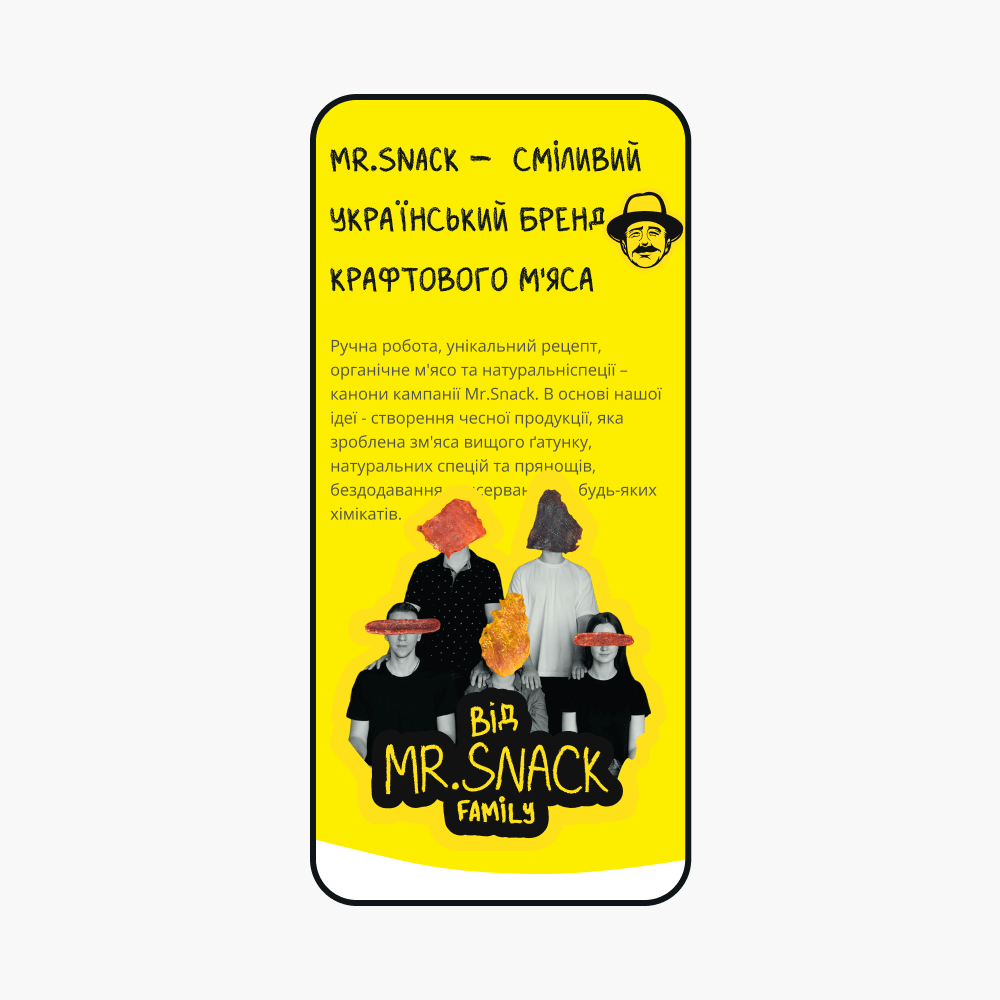 MR.SNACK – СМІЛИВИЙ
УКРАЇНСЬКИЙ БРЕНД
КРАФТОВОГО М'ЯСА
Ручна робота, унікальний рецепт,
органічне м'ясо та натуральніспеції –
канони кампанії Mr.Snack. В основі нашої
ідеї - створення чесної продукції, яка
зроблена зм'яса вищого ґатунку,
натуральних спецій та прянощів,
бездодавання будь-яких
хімікатів.
Від
MR.SNACK
FAMiLY